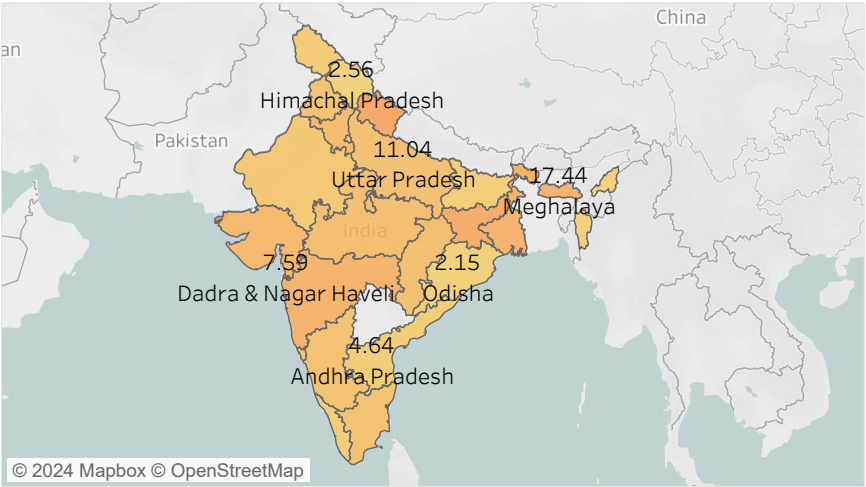 China
an
2.56
Himachal Pradesh
Pakistan
11.04
Uttar Pradesh
17.44
Meghalaya
India
7.59
Dadra & Nagar Haveli
2.15
Odisha
4.64
Andhra Pradesh
© 2024 Mapbox © OpenStreetMap